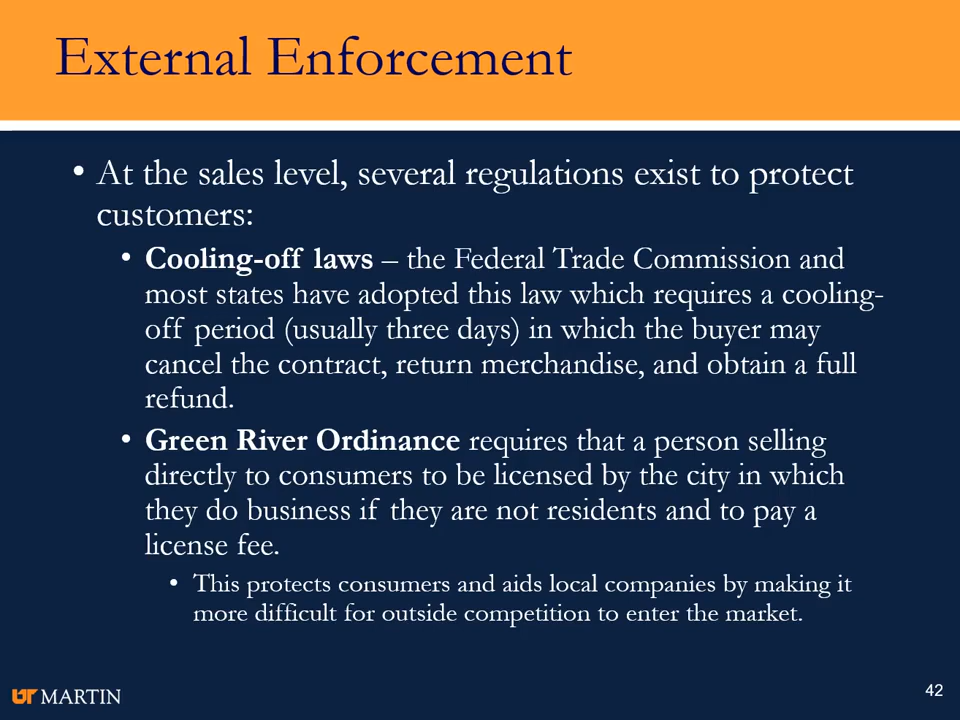 External Enforcement
• At the sales level, several regulations exist to protect
customers:
• Cooling-off laws – the Federal Trade Commission and
most states have adopted this law which requires a cooling-
off period (usually three days) in which the buyer may
cancel the contract, return merchandise, and obtain a full
refund.
• Green River Ordinance requires that a person selling
directly to consumers to be licensed by the city in which
they do business if they are not residents and to pay a
license fee.
• This protects consumers and aids local companies by making it
more difficult for outside competition to enter the market.
UT MARTIN
42